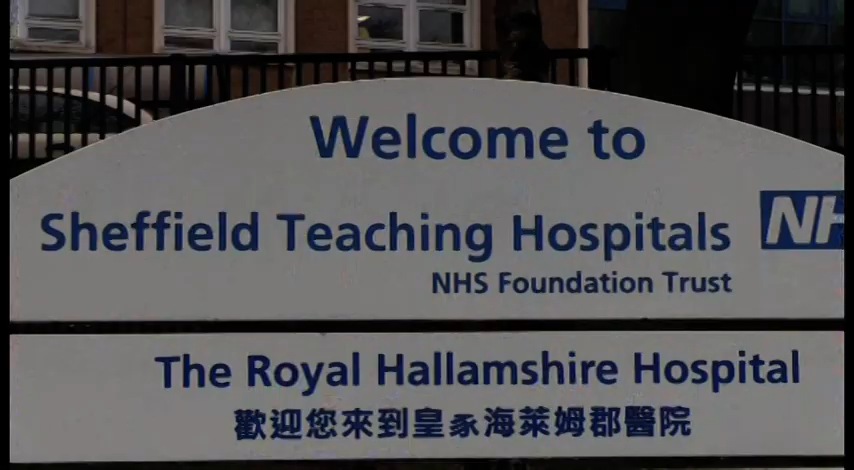 Welcome to
Sheffield Teaching Hospitals NH
NHS Foundation Trust
The Royal Hallamshire Hospital
歡迎您來到皇豕海萊姆郡醫院